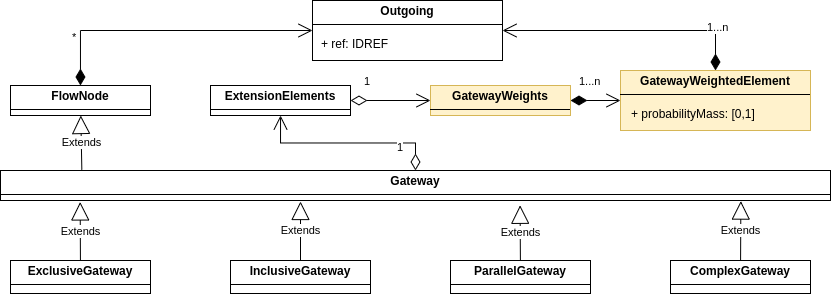 Outgoing
+ ref: IDREF
*
1...n
FlowNode
ExtensionElements
1
GatewayWeights
1...n
GatewayWeightedElement
+ probabilityMass: [0,1]
Extends
1
Gateway
Extends
Extends
Extends
Extends
ExclusiveGateway
InclusiveGateway
ParallelGateway
ComplexGateway